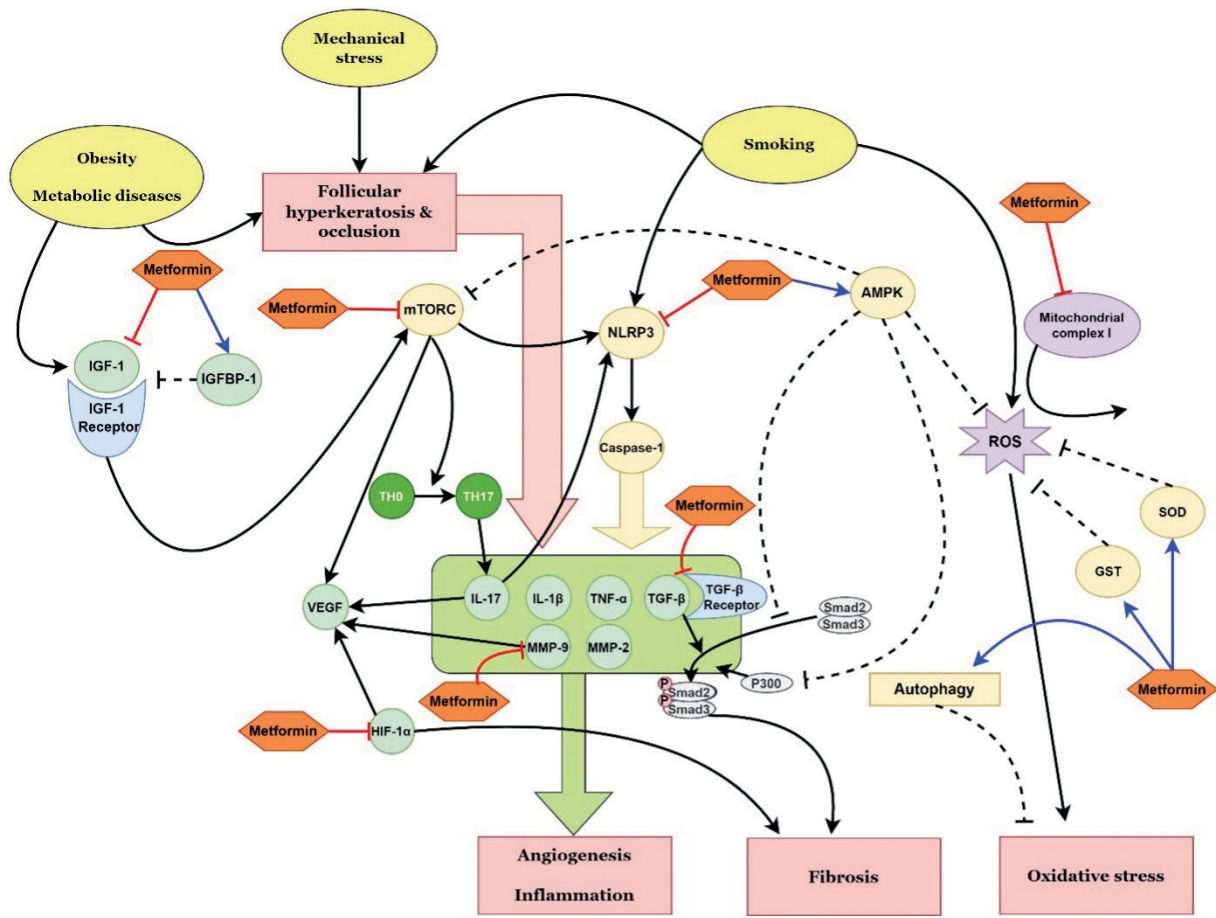 Mechanical
stress
Smoking
Obesity
Metabolic diseases
Follicular
hyperkeratosis &
occlusion
Metformin
Metformin
Metformin
Metformin
AMPK
mTORC
NLRP3
Mitochondrial
complex I
IGF-1
IGFBP-1
IGF-1
Receptor
ROS
Caspase-1
TH0
TH17
Metformin
SOD
GST
VEGF
IL-17
IL-1β
TNF-α
TGF-β
TGF-β
Receptor
Smad2
Smad3
MMP-9
MMP-2
P300
P
Smad2
P
Smad3
Metformin
Autophagy
Metformin
Metformin
HIF-1α
Angiogenesis
Inflammation
Fibrosis
Oxidative stress